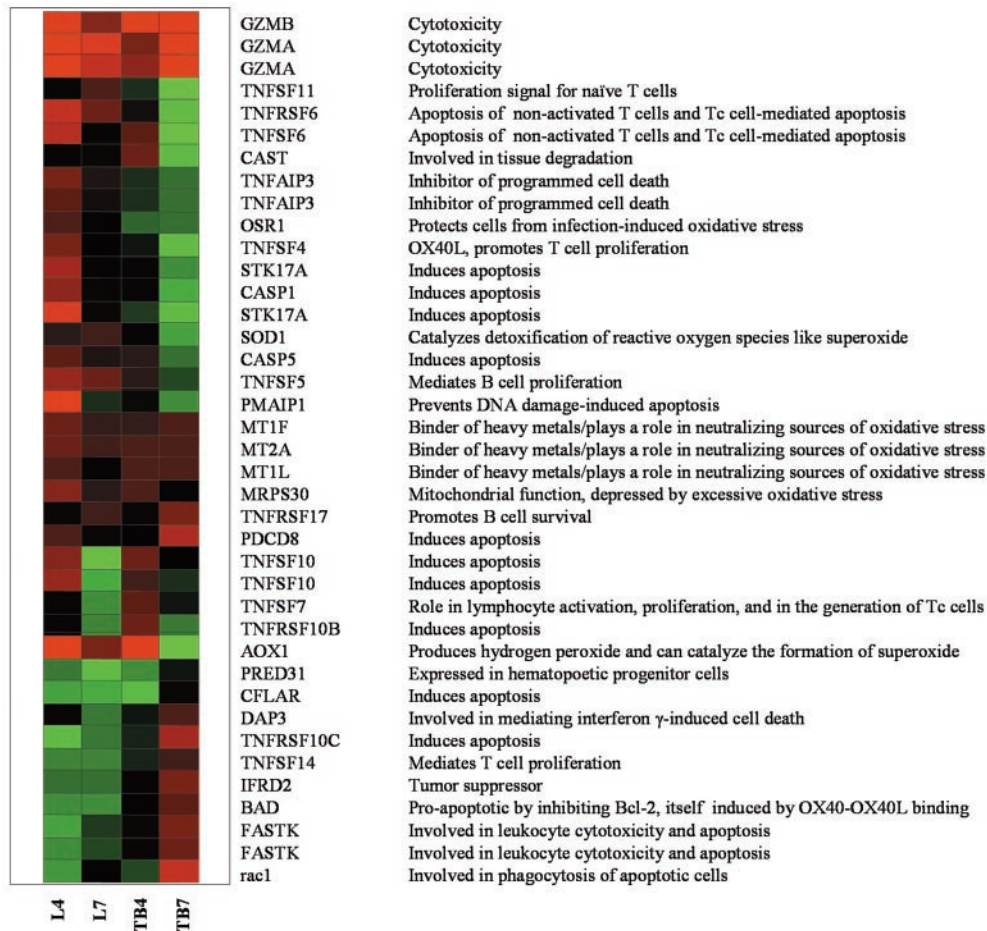 GZMB Cytotoxicity
GZMA Cytotoxicity
GZMA Cytotoxicity
TNFSF11 Proliferation signal for naïve T cells
TNFRSF6 Apoptosis of non-activated T cells and Tc cell-mediated apoptosis
TNFSF6 Apoptosis of non-activated T cells and Tc cell-mediated apoptosis
CAST Involved in tissue degradation
TNFAIP3 Inhibitor of programmed cell death
TNFAIP3 Inhibitor of programmed cell death
OSR1 Protects cells from infection-induced oxidative stress
TNFSF4 OX40L, promotes T cell proliferation
STK17A Induces apoptosis
CASP1 Induces apoptosis
STK17A Induces apoptosis
SOD1 Catalyzes detoxification of reactive oxygen species like superoxide
CASP5 Induces apoptosis
TNFSF5 Mediates B cell proliferation
PMAIP1 Prevents DNA damage-induced apoptosis
MT1F Binder of heavy metals/plays a role in neutralizing sources of oxidative stress
MT2A Binder of heavy metals/plays a role in neutralizing sources of oxidative stress
MT1L Binder of heavy metals/plays a role in neutralizing sources of oxidative stress
MRPS30 Mitochondrial function, depressed by excessive oxidative stress
TNFRSF17 Promotes B cell survival
PDCD8 Induces apoptosis
TNFSF10 Induces apoptosis
TNFSF10 Induces apoptosis
TNFSF7 Role in lymphocyte activation, proliferation, and in the generation of Tc cells
TNFRSF10B Induces apoptosis
AOX1 Produces hydrogen peroxide and can catalyze the formation of superoxide
PRED31 Expressed in hematopoetic progenitor cells
CFLAR Induces apoptosis
DAP3 Involved in mediating interferon γ-induced cell death
TNFRSF10C Induces apoptosis
TNFSF14 Mediates T cell proliferation
IFRD2 Tumor suppressor
BAD Pro-apoptotic by inhibiting Bcl-2, itself induced by OX40-OX40L binding
FASTK Involved in leukocyte cytotoxicity and apoptosis
FASTK Involved in leukocyte cytotoxicity and apoptosis
rac1 Involved in phagocytosis of apoptotic cells
L4 L7 TB4 TB7